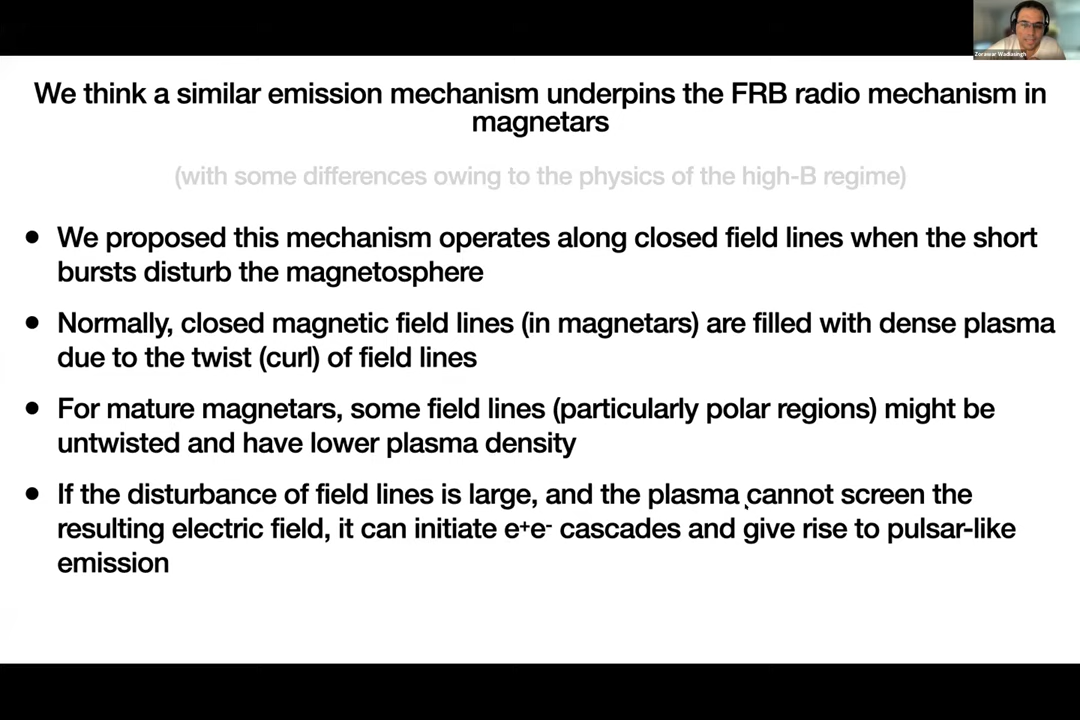 Zorawar Wadiasingh
We think a similar emission mechanism underpins the FRB radio mechanism in
magnetars
(with some differences owing to the physics of the high-B regime)
• We proposed this mechanism operates along closed field lines when the short
bursts disturb the magnetosphere
• Normally, closed magnetic field lines (in magnetars) are filled with dense plasma
due to the twist (curl) of field lines
• For mature magnetars, some field lines (particularly polar regions) might be
untwisted and have lower plasma density
• If the disturbance of field lines is large, and the plasma cannot screen the
resulting electric field, it can initiate e⁺e⁻ cascades and give rise to pulsar-like
emission